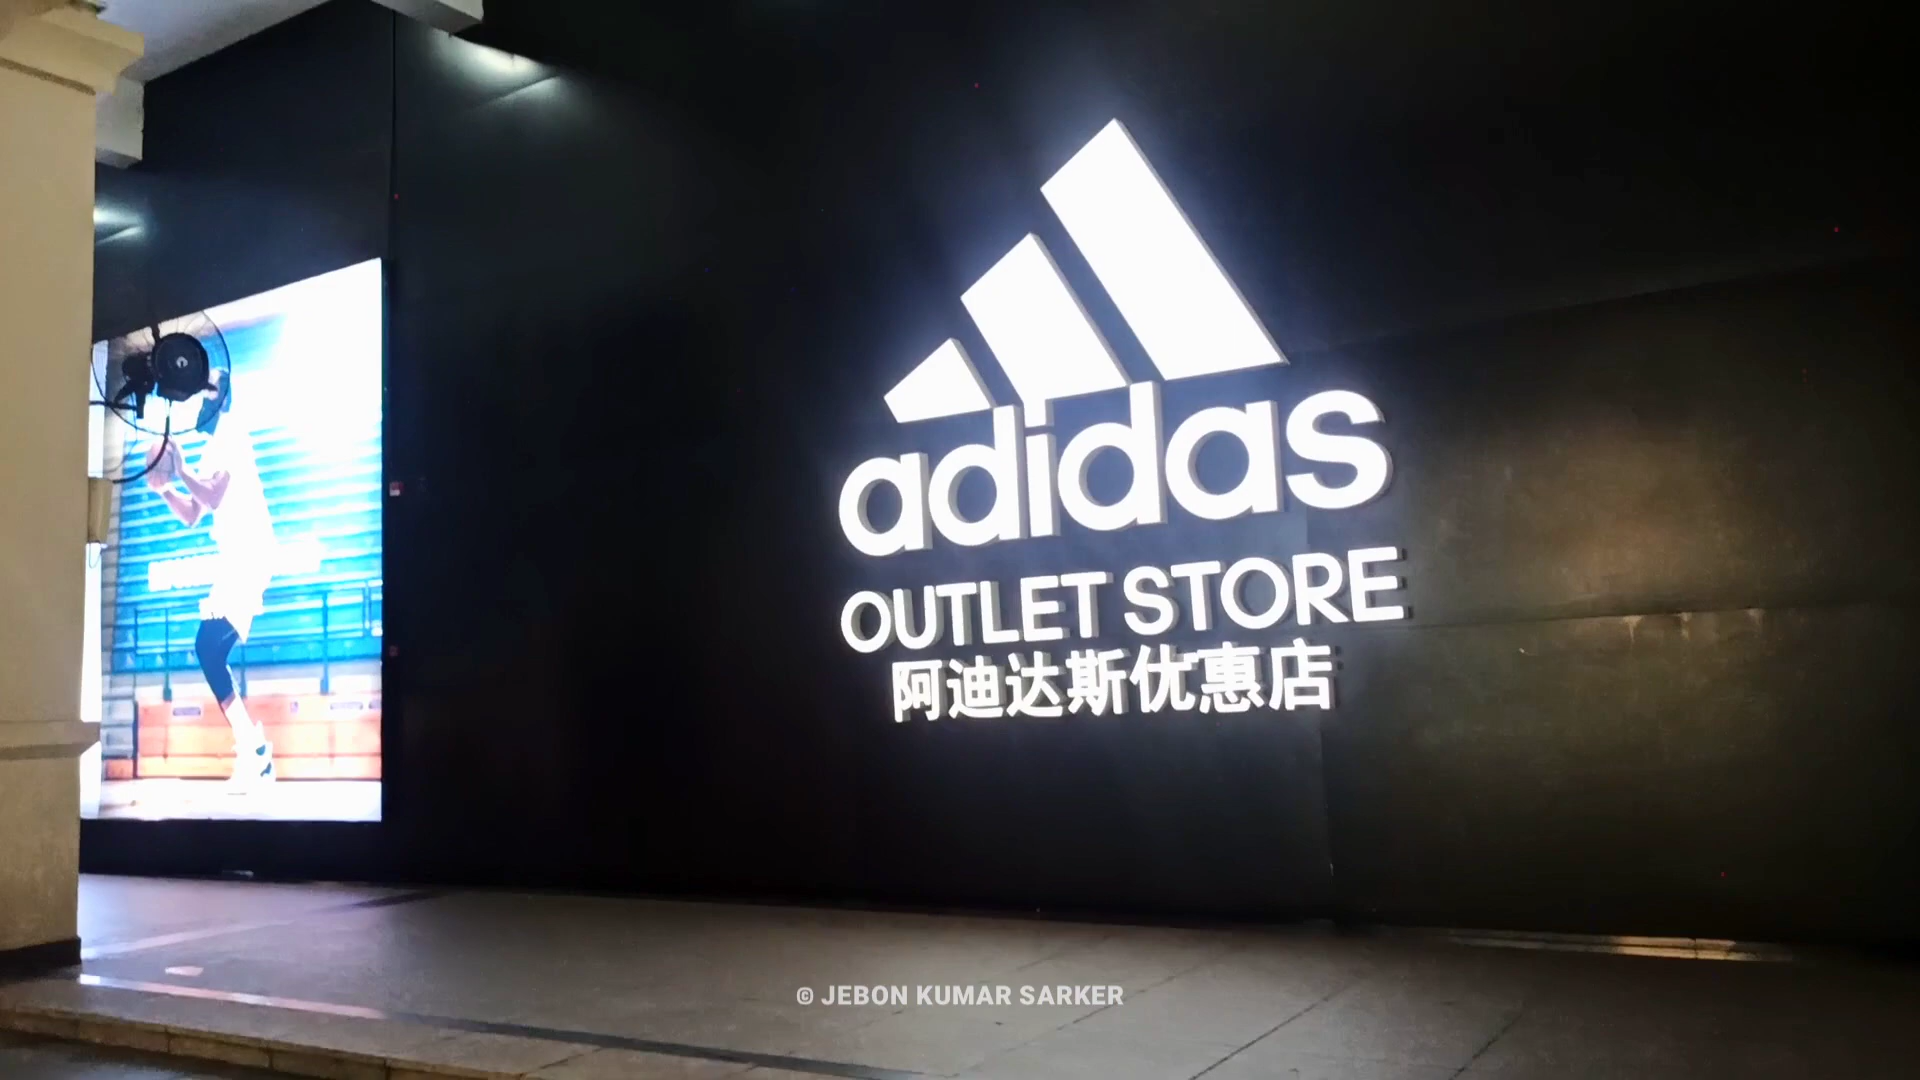 adidas
OUTLET STORE
阿迪达斯优惠店
© JEBON KUMAR SARKER